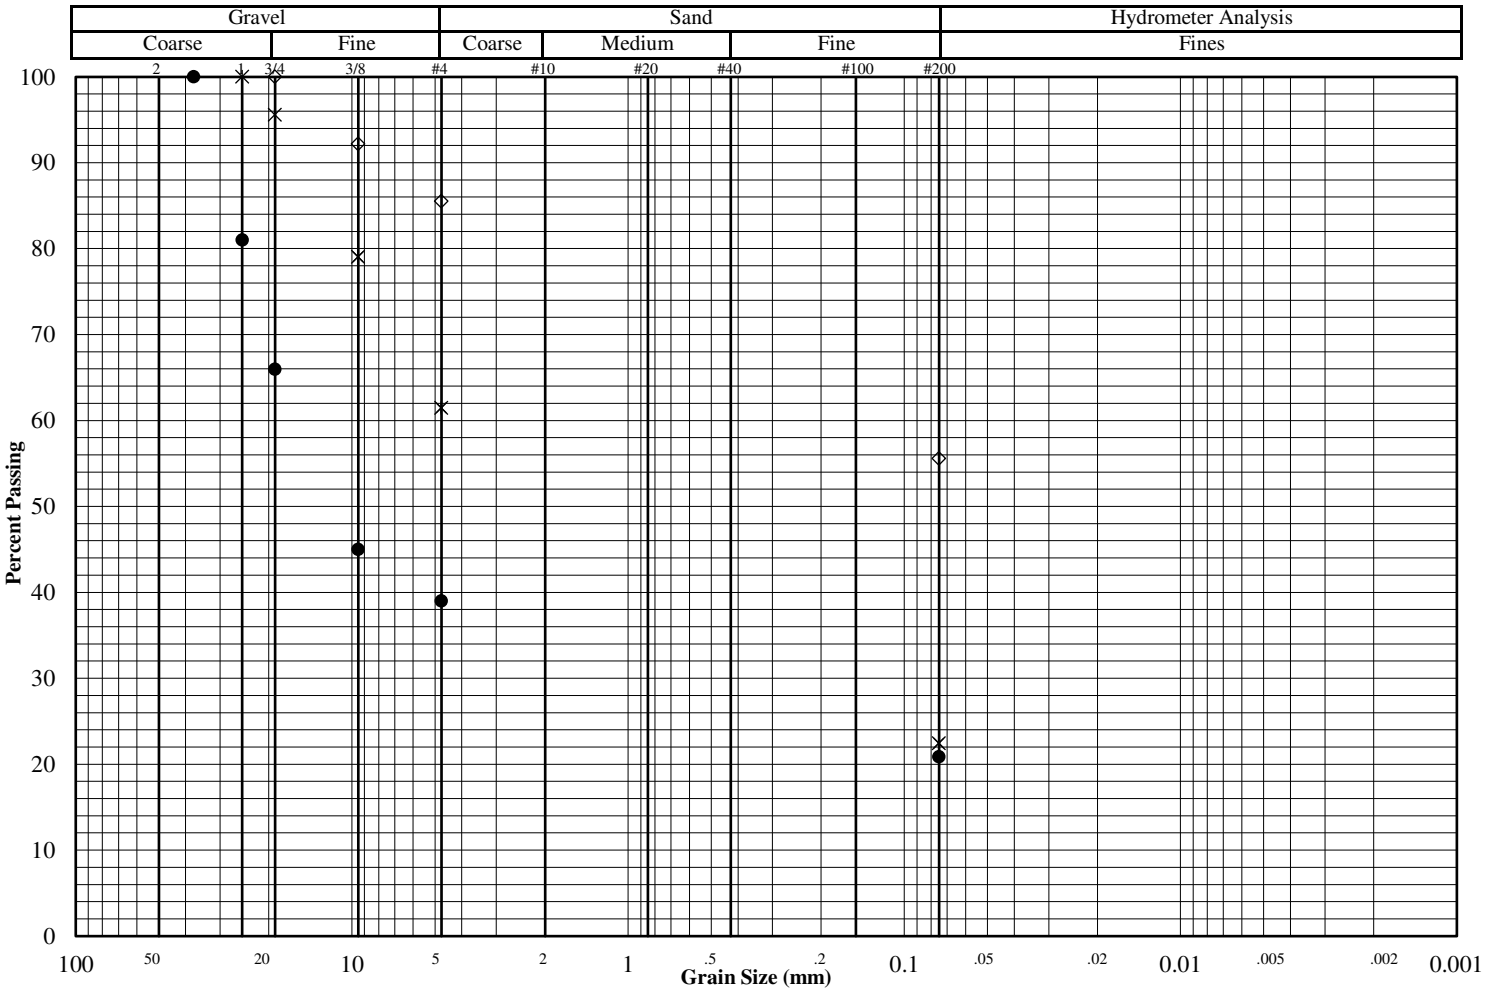 Gravel Sand Hydrometer Analysis
Coarse Fine Coarse Medium Fine Fines
2 1 3/4 3/8 #4 #10 #20 #40 #100 #200
100
90
80
70
60
50
40
30
20
10
0
Percent Passing
100 50 20 10 5 2 1 .5 .2 0.1 .05 .02 0.01 .005 .002 0.001
Grain Size (mm)